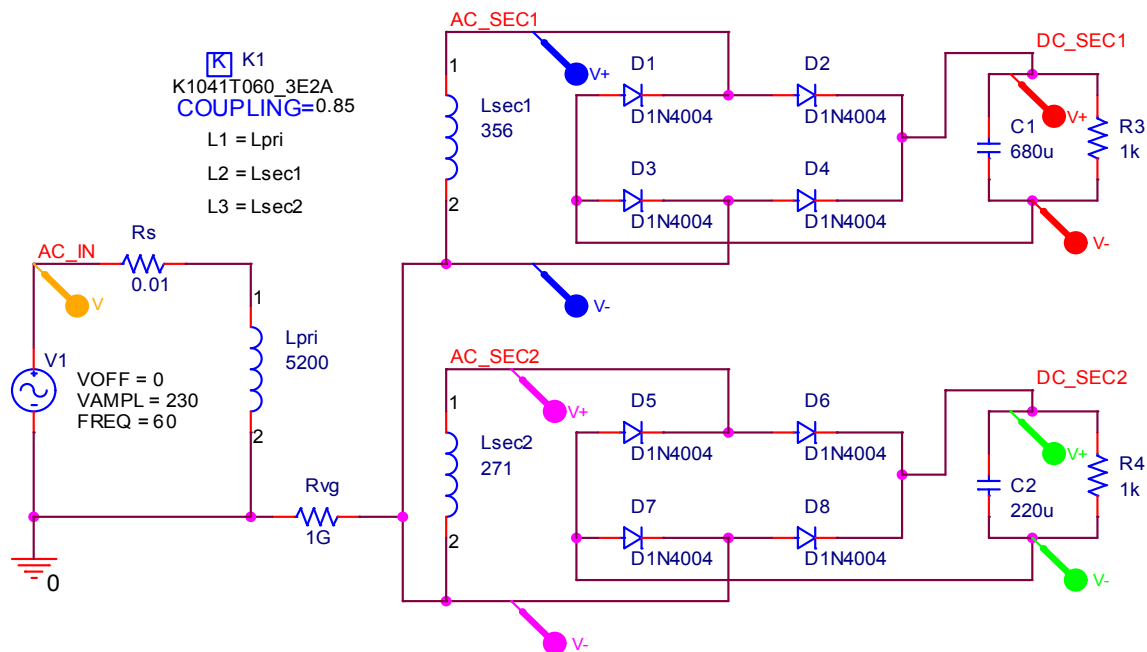 K K1
K1041T060_3E2A
COUPLING=0.85
L1 = Lpri
L2 = Lsec1
L3 = Lsec2
AC_IN
V
Rs
0.01
V1
VOFF = 0
VAMPL = 230
FREQ = 60
1
Lpri
5200
2
Rvg
1G
0
AC_SEC1
V+
1
Lsec1
356
2
V-
D1
D1N4004
D2
D1N4004
D3
D1N4004
D4
D1N4004
DC_SEC1
V+
C1
680u
R3
1k
V-
AC_SEC2
V+
1
Lsec2
271
2
V-
D5
D1N4004
D6
D1N4004
D7
D1N4004
D8
D1N4004
DC_SEC2
V+
C2
220u
R4
1k
V-